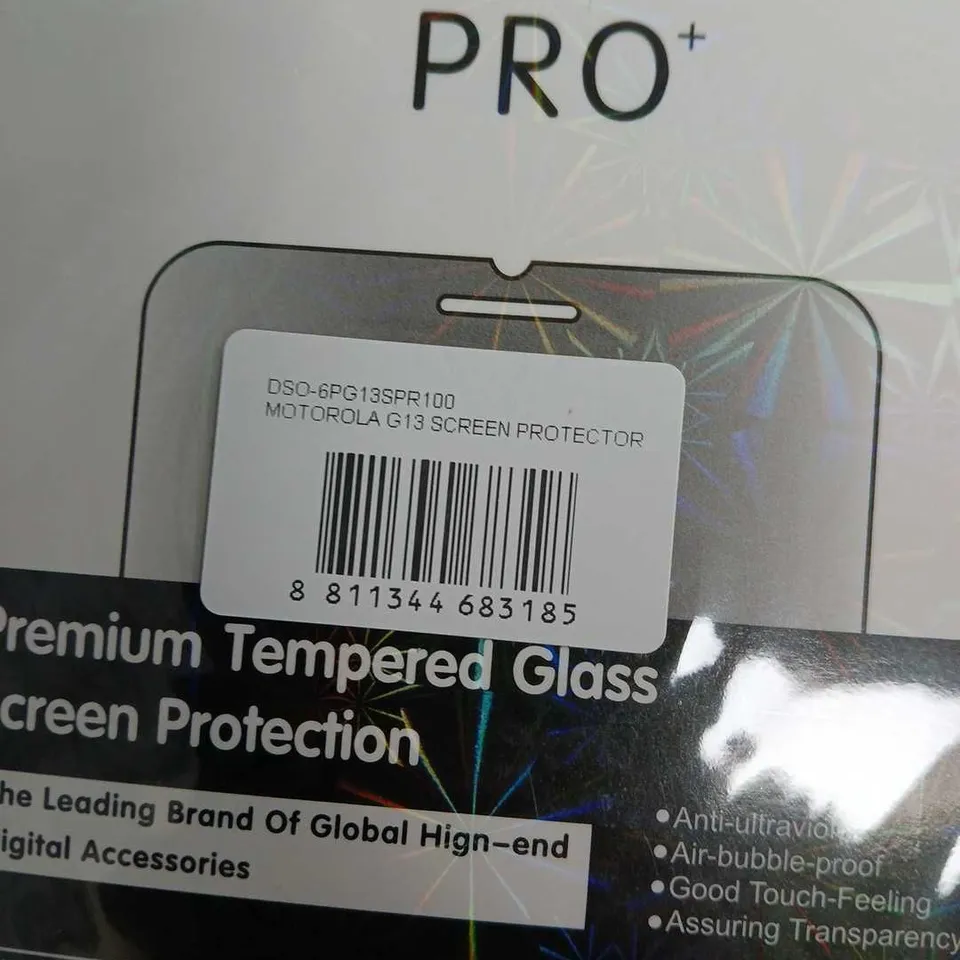 PRO+
DSO-6PG13SPR100
MOTOROLA G13 SCREEN PROTECTOR
8 811344 683185
Premium Tempered Glass
creen Protection
he Leading Brand Of Global Hign-end
igital Accessories
•Anti-ultraviol
•Air-bubble-proof
•Good Touch-Feeling
•Assuring Transparency